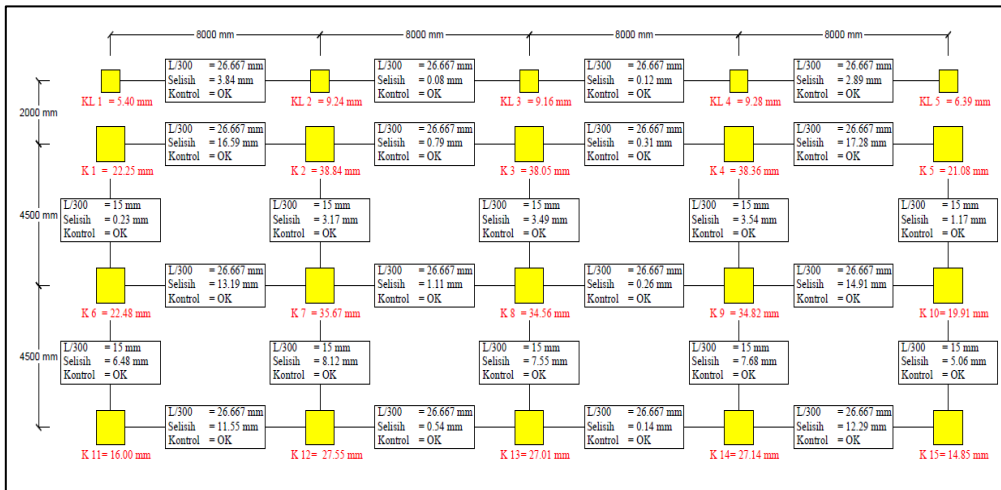 8000 mm
8000 mm
8000 mm
8000 mm
L/300 = 26.667 mm
Selisih = 3.84 mm
Kontrol = OK
L/300 = 26.667 mm
Selisih = 0.08 mm
Kontrol = OK
L/300 = 26.667 mm
Selisih = 0.12 mm
Kontrol = OK
L/300 = 26.667 mm
Selisih = 2.89 mm
Kontrol = OK
KL 1 = 5.40 mm
KL 2 = 9.24 mm
KL 3 = 9.16 mm
KL 4 = 9.28 mm
KL 5 = 6.39 mm
2000 mm
L/300 = 26.667 mm
Selisih = 16.59 mm
Kontrol = OK
L/300 = 26.667 mm
Selisih = 0.79 mm
Kontrol = OK
L/300 = 26.667 mm
Selisih = 0.31 mm
Kontrol = OK
L/300 = 26.667 mm
Selisih = 17.28 mm
Kontrol = OK
K 1 = 22.25 mm
K 2 = 38.84 mm
K 3 = 38.05 mm
K 4 = 38.36 mm
K 5 = 21.08 mm
4500 mm
L/300 = 15 mm
Selisih = 0.23 mm
Kontrol = OK
L/300 = 15 mm
Selisih = 3.17 mm
Kontrol = OK
L/300 = 15 mm
Selisih = 3.49 mm
Kontrol = OK
L/300 = 15 mm
Selisih = 3.54 mm
Kontrol = OK
L/300 = 15 mm
Selisih = 1.17 mm
Kontrol = OK
L/300 = 26.667 mm
Selisih = 13.19 mm
Kontrol = OK
L/300 = 26.667 mm
Selisih = 1.11 mm
Kontrol = OK
L/300 = 26.667 mm
Selisih = 0.26 mm
Kontrol = OK
L/300 = 26.667 mm
Selisih = 14.91 mm
Kontrol = OK
K 6 = 22.48 mm
K 7 = 35.67 mm
K 8 = 34.56 mm
K 9 = 34.82 mm
K 10= 19.91 mm
4500 mm
L/300 = 15 mm
Selisih = 6.48 mm
Kontrol = OK
L/300 = 15 mm
Selisih = 8.12 mm
Kontrol = OK
L/300 = 15 mm
Selisih = 7.55 mm
Kontrol = OK
L/300 = 15 mm
Selisih = 7.68 mm
Kontrol = OK
L/300 = 15 mm
Selisih = 5.06 mm
Kontrol = OK
L/300 = 26.667 mm
Selisih = 11.55 mm
Kontrol = OK
L/300 = 26.667 mm
Selisih = 0.54 mm
Kontrol = OK
L/300 = 26.667 mm
Selisih = 0.14 mm
Kontrol = OK
L/300 = 26.667 mm
Selisih = 12.29 mm
Kontrol = OK
K 11= 16.00 mm
K 12= 27.55 mm
K 13= 27.01 mm
K 14= 27.14 mm
K 15= 14.85 mm